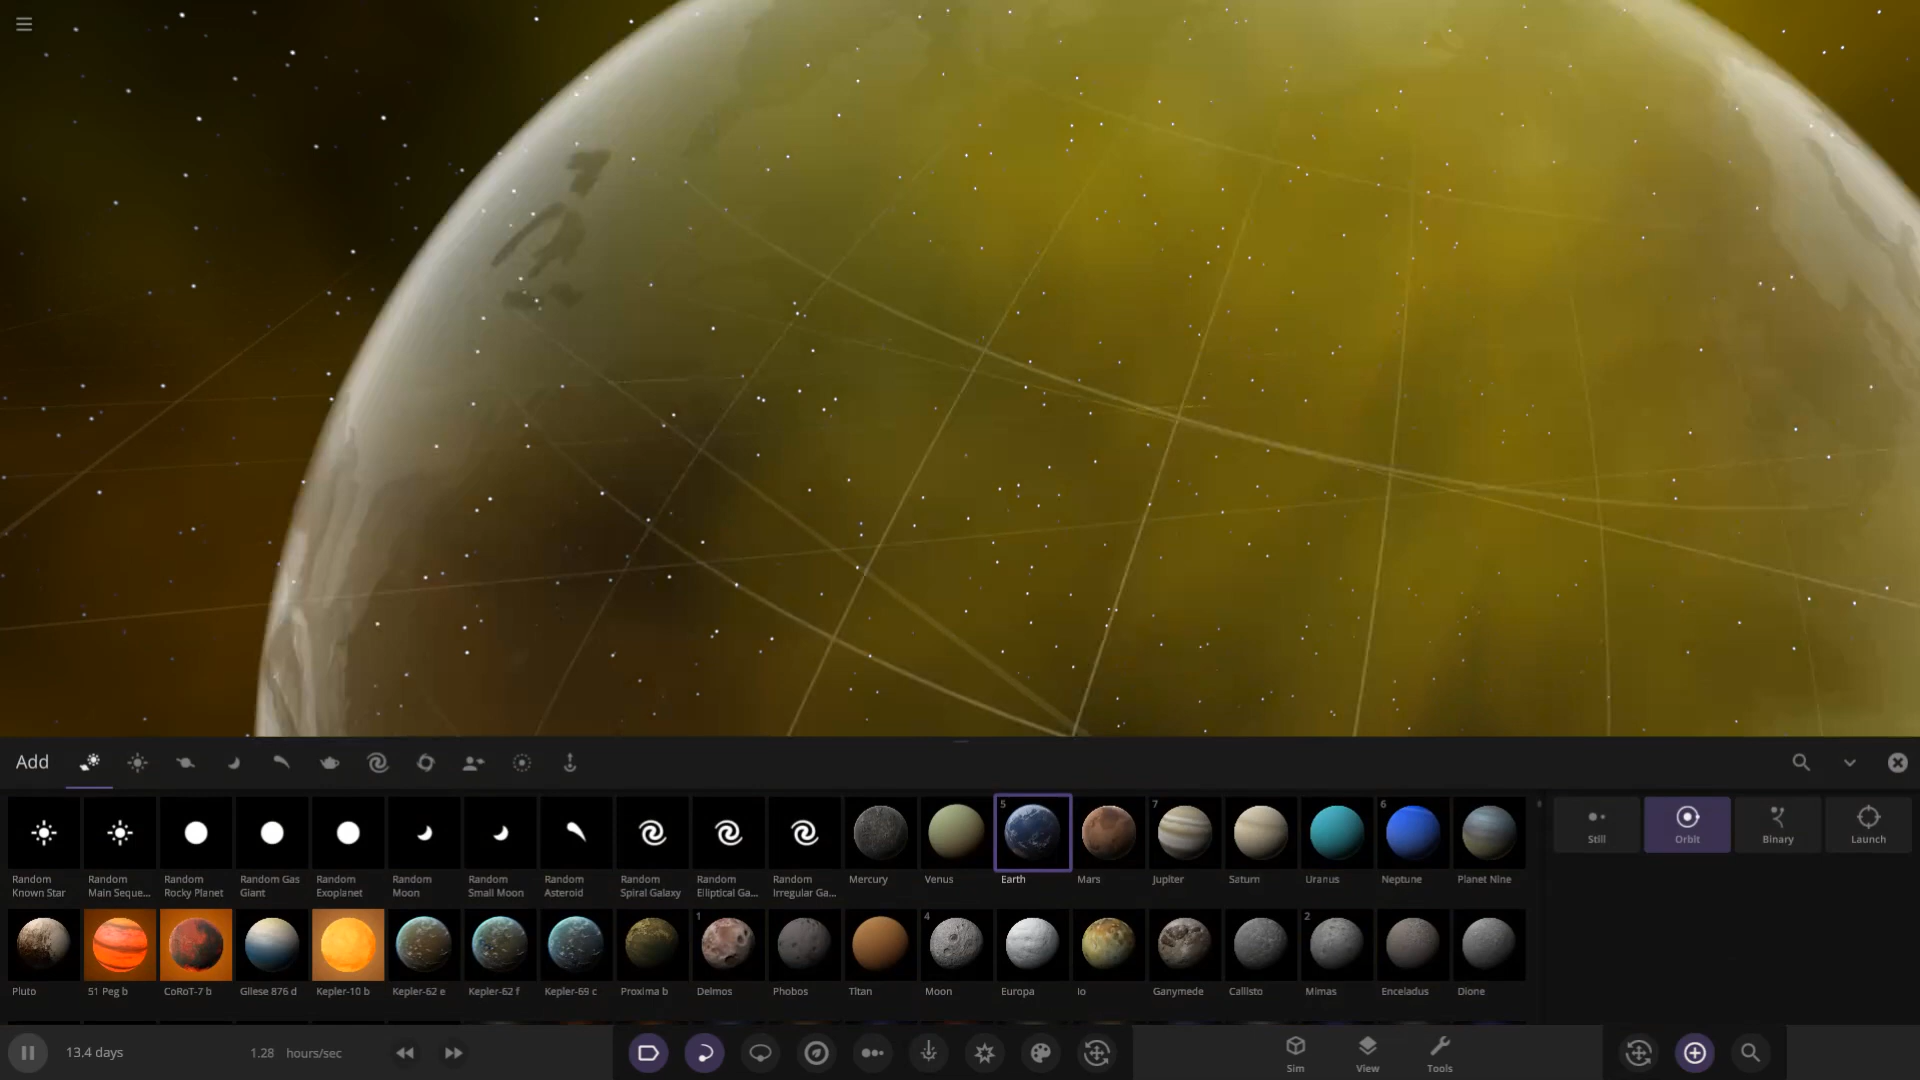 Add
5
7
6
Random
Known Star
Random
Main Seque...
Random
Rocky Planet
Random Gas
Giant
Random
Exoplanet
Random
Moon
Random
Small Moon
Random
Asteroid
Random
Spiral Galaxy
Random
Elliptical Ga...
Random
Irregular Ga...
Mercury
Venus
Earth
Mars
Jupiter
Saturn
Uranus
Neptune
Planet Nine
Still
Orbit
Binary
Launch
1
4
2
Pluto
51 Peg b
CoRoT-7 b
Gliese 876 d
Kepler-10 b
Kepler-62 e
Kepler-62 f
Kepler-69 c
Proxima b
Deimos
Phobos
Titan
Moon
Europa
Io
Ganymede
Callisto
Mimas
Enceladus
Dione
13.4 days
1.28 hours/sec
Sim
View
Tools